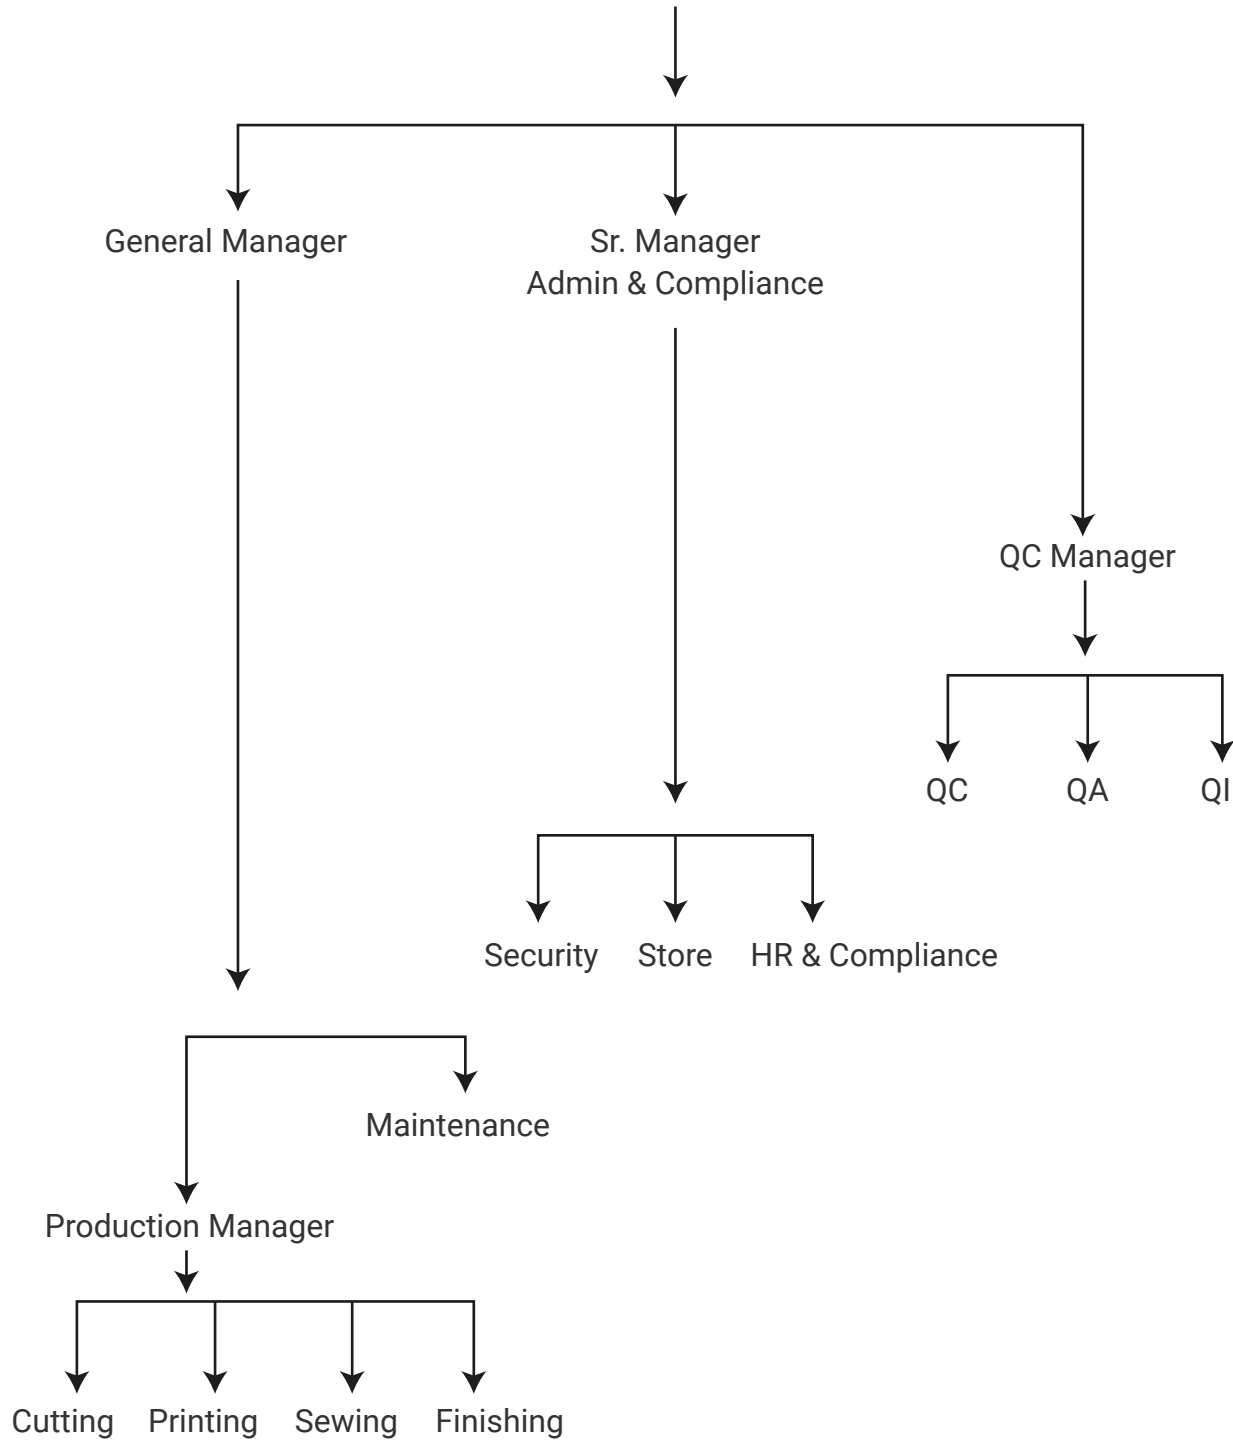 General Manager
Sr. Manager
Admin & Compliance
QC Manager
QC
QA
QI
Security
Store
HR & Compliance
Maintenance
Production Manager
Cutting
Printing
Sewing
Finishing